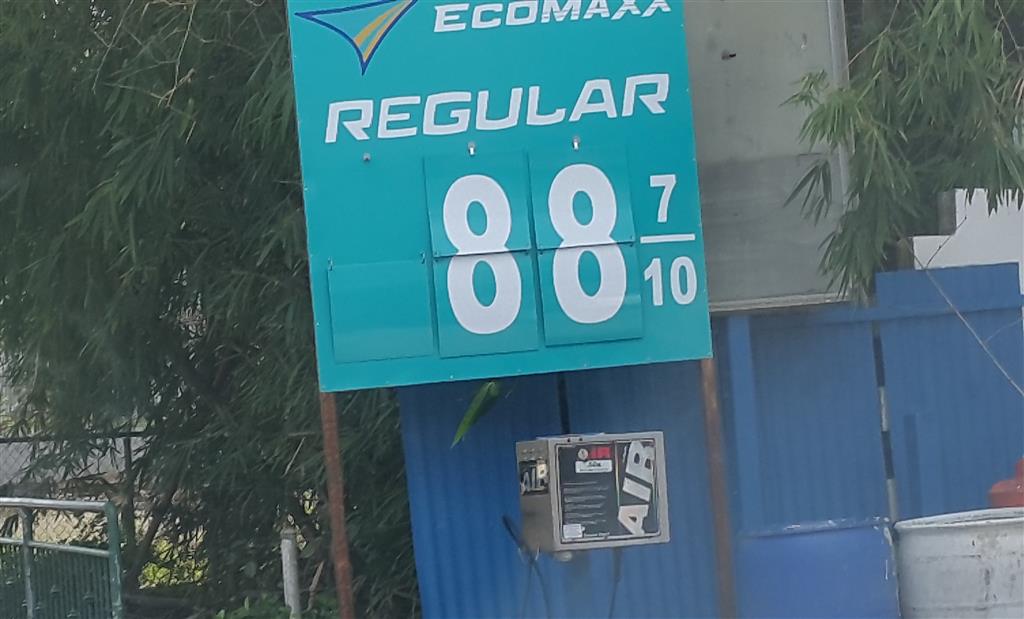 ECOMAXX
REGULAR
88 7/10
AIR
AIR